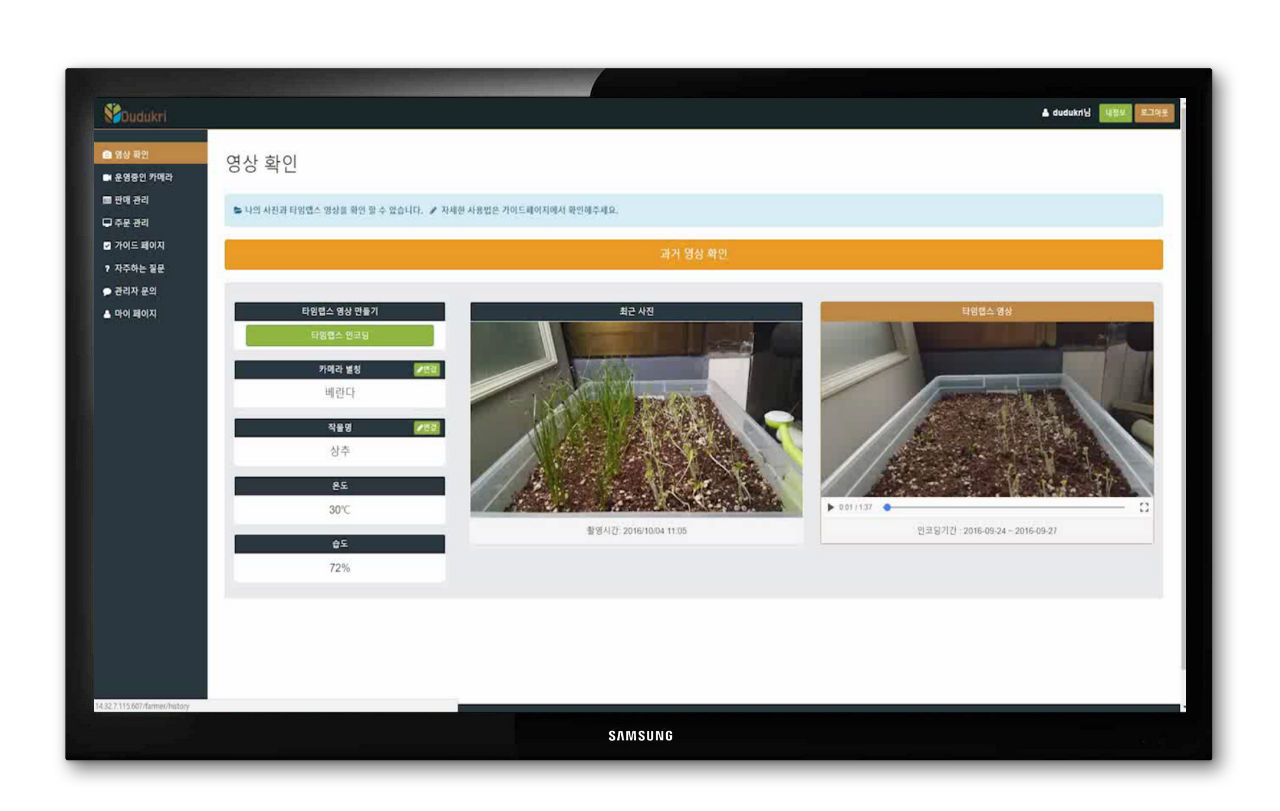 Dudukri
dudukri님
내정보
로그아웃
영상 확인
운영중인 카메라
판매 관리
주문 관리
가이드 페이지
자주하는 질문
관리자 문의
마이 페이지
영상 확인
나의 사진과 타임랩스 영상을 확인 할 수 있습니다. 자세한 사용법은 가이드페이지에서 확인해주세요.
과거 영상 확인
타임랩스 영상 만들기
타임랩스 인코딩
카메라 별칭
변경
베란다
작물명
변경
상추
온도
30℃
습도
72%
최근 사진
촬영시간: 2016/10/04 11:05
타임랩스 영상
0:01 / 1:37
인코딩기간 : 2016-09-24 ~ 2016-09-27
14.32.7.115:607/farmer/history
SAMSUNG